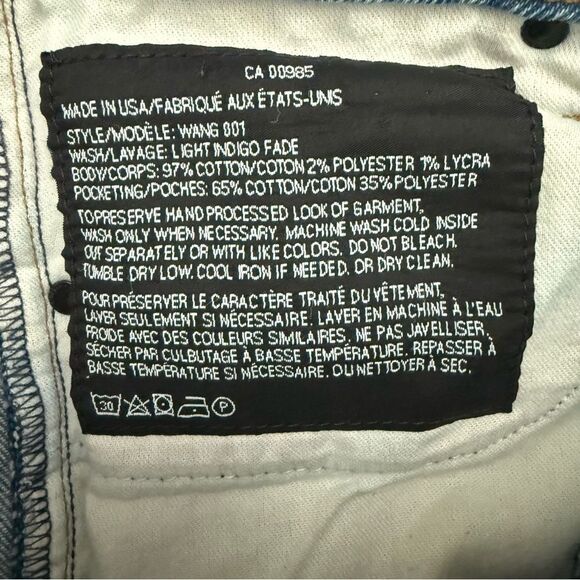 CA 00985
MADE IN USA/FABRIQUÉ AUX ÉTATS-UNIS
STYLE/MODÈLE: WANG 001
WASH/LAVAGE: LIGHT INDIGO FADE
BODY/CORPS: 97% COTTON/COTON 2% POLYESTER 1% LYCRA
POCKETING/POCHES: 65% COTTON/COTON 35% POLYESTER
TO PRESERVE HAND PROCESSED LOOK OF GARMENT,
WASH ONLY WHEN NECESSARY. MACHINE WASH COLD INSIDE
OUT SEPARATELY OR WITH LIKE COLORS. DO NOT BLEACH.
TUMBLE DRY LOW. COOL IRON IF NEEDED. OR DRY CLEAN.
POUR PRÉSERVER LE CARACTÈRE TRAITÉ DU VÊTEMENT,
LAVER SEULEMENT SI NÉCESSAIRE. LAVER EN MACHINE À L'EAU
FROIDE AVEC DES COULEURS SIMILAIRES. NE PAS JAVELLISER.
SÉCHER PAR CULBUTAGE À BASSE TEMPÉRATURE. REPASSER À
BASSE TEMPÉRATURE SI NÉCESSAIRE. OU NETTOYER À SEC.
30 P